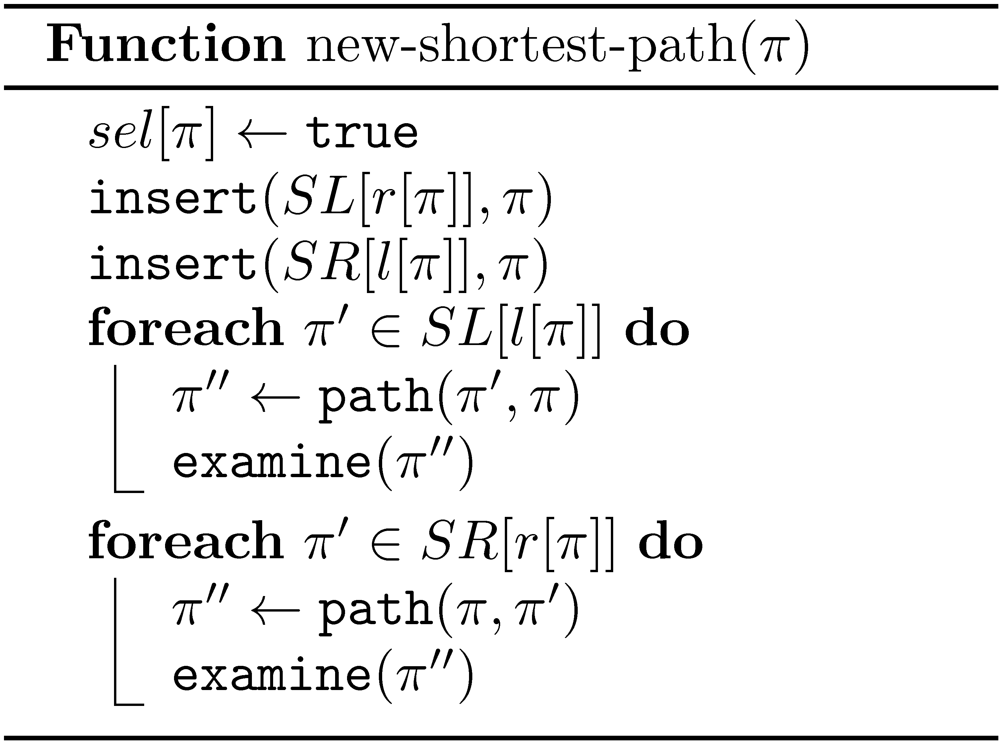 Function new-shortest-path(π)
sel[π] ← true
insert(SL[r[π]], π)
insert(SR[l[π]], π)
foreach π′ ∈ SL[l[π]] do
π″ ← path(π′, π)
examine(π″)
foreach π′ ∈ SR[r[π]] do
π″ ← path(π, π′)
examine(π″)